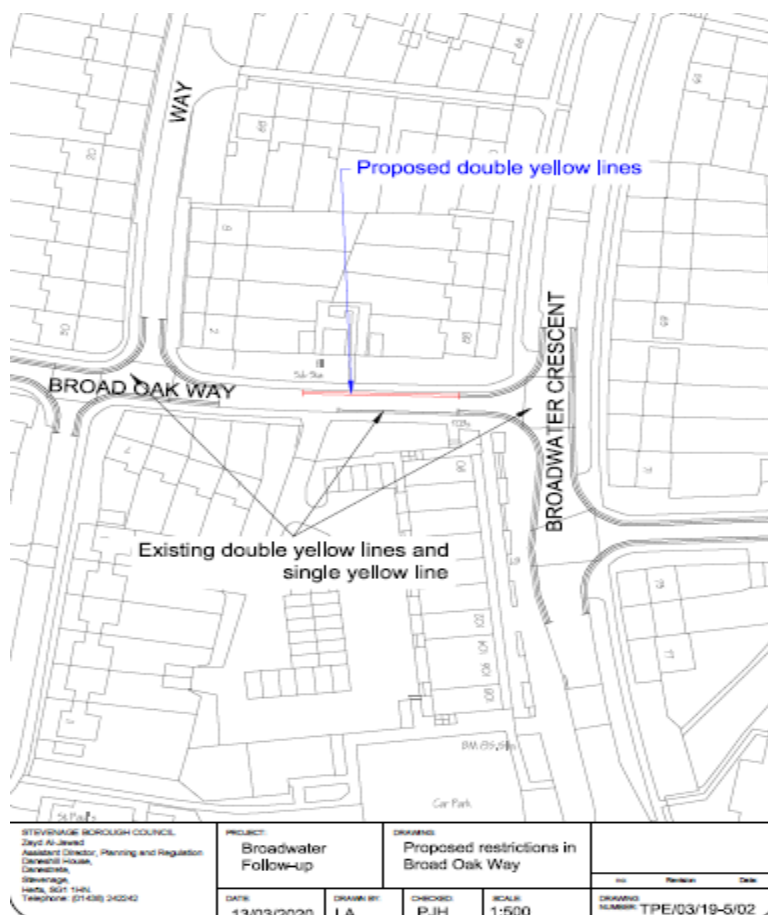 WAY
Proposed double yellow lines
BROAD OAK WAY
BROADWATER CRESCENT
Existing double yellow lines and
single yellow line
Car Park
STEVENAGE BOROUGH COUNCIL
Zayd Al-Jawad
Assistant Director, Planning and Regulation
Daneshill House,
Danestrete,
Stevenage,
Herts, SG1 1HN.
Telephone: (01438) 242242
PROJECT:
Broadwater
Follow-up
DRAWING:
Proposed restrictions in
Broad Oak Way
no.
Revision
Date
DATE
13/03/2020
DRAWN BY:
LA
CHECKED:
PJH
SCALE
1:500
DRAWING
NUMBER: TPE/03/19-5/02